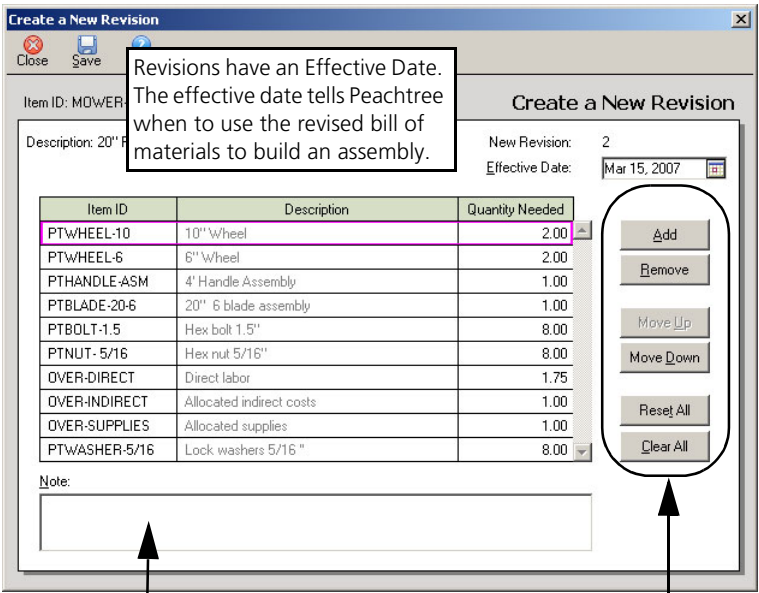 Create a New Revision
Close Save
Revisions have an Effective Date.
The effective date tells Peachtree
when to use the revised bill of
materials to build an assembly.
Item ID: MOWER-
Create a New Revision
Description: 20"
New Revision: 2
Effective Date: Mar 15, 2007
Item ID Description Quantity Needed
PTWHEEL-10 10" Wheel 2.00
PTWHEEL-6 6" Wheel 2.00
PTHANDLE-ASM 4' Handle Assembly 1.00
PTBLADE-20-6 20" 6 blade assembly 1.00
PTBOLT-1.5 Hex bolt 1.5" 8.00
PTNUT- 5/16 Hex nut 5/16" 8.00
OVER-DIRECT Direct labor 1.75
OVER-INDIRECT Allocated indirect costs 1.00
OVER-SUPPLIES Allocated supplies 1.00
PTWASHER-5/16 Lock washers 5/16 " 8.00
Add
Remove
Move Up
Move Down
Reset All
Clear All
Note: